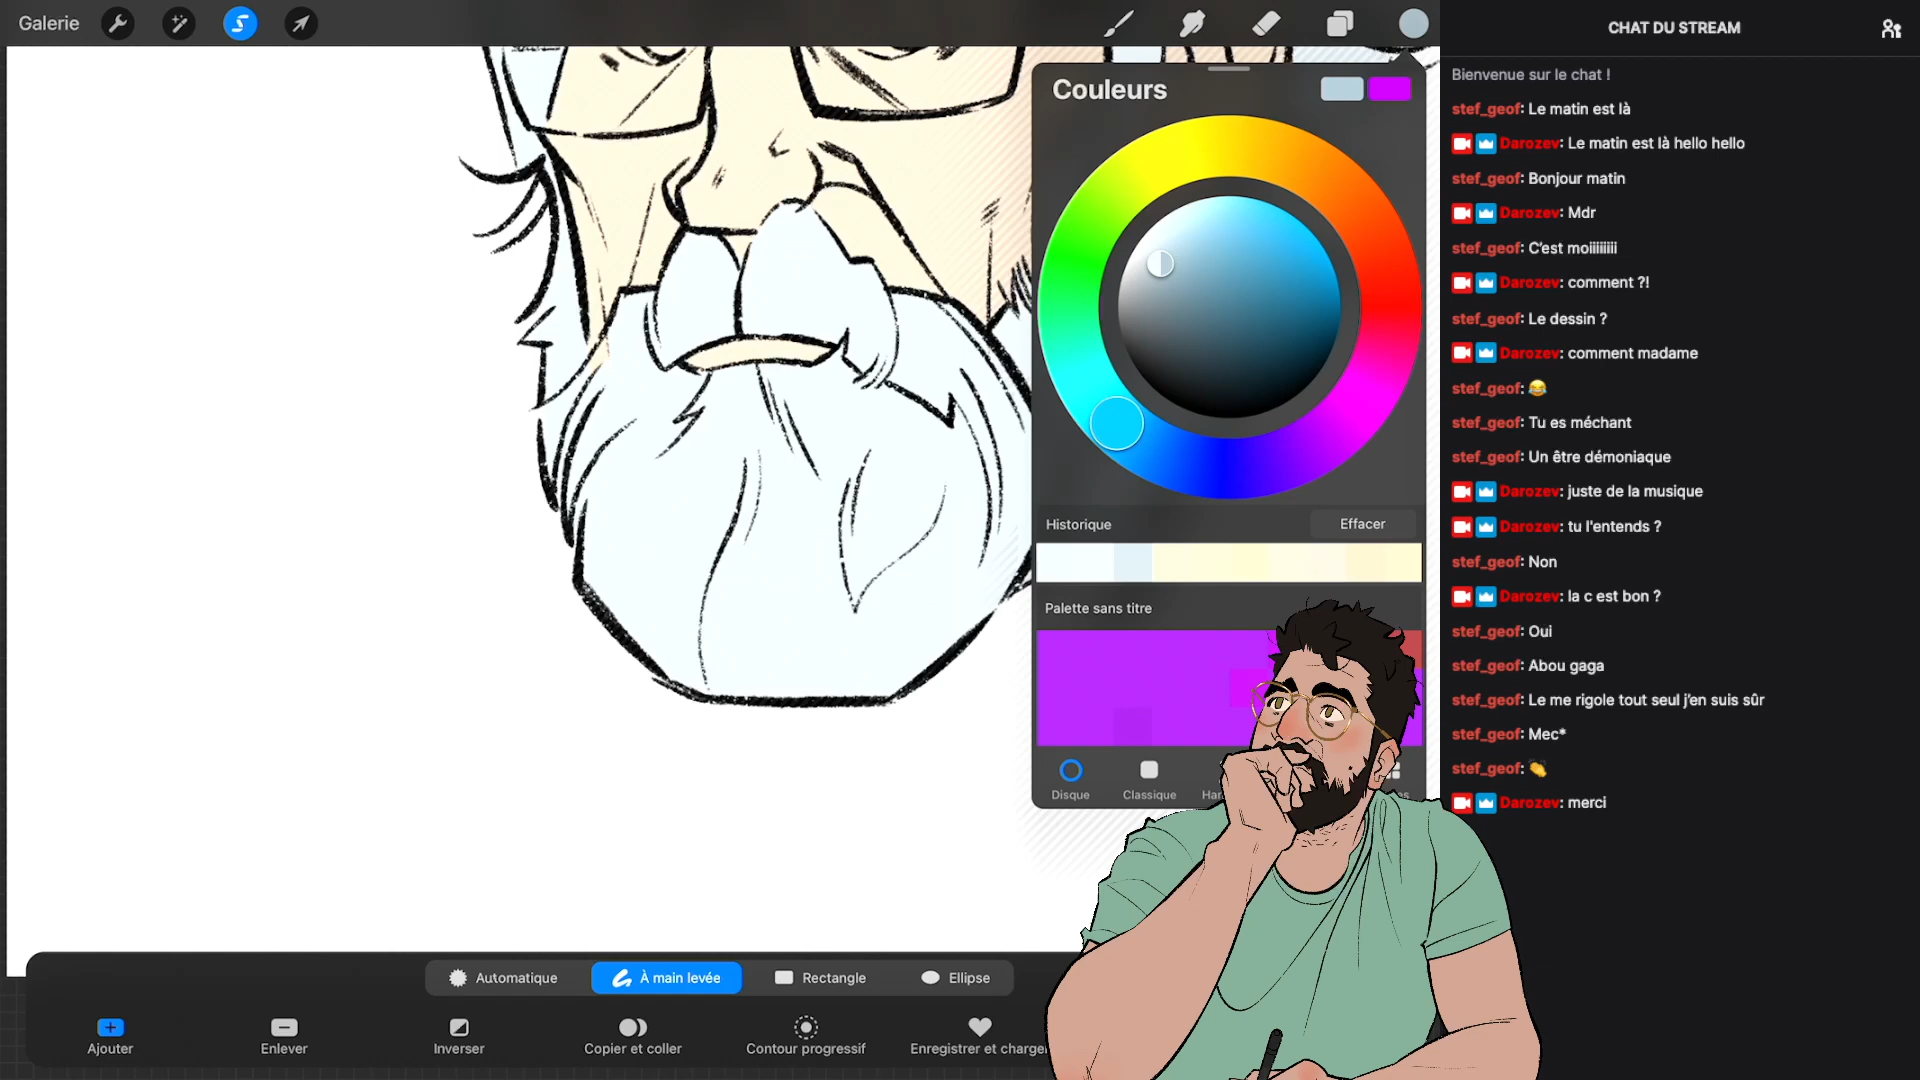 Galerie
Couleurs
Historique
Effacer
Palette sans titre
Disque
Classique
Automatique
À main levée
Rectangle
Ellipse
Ajouter
Enlever
Inverser
Copier et coller
Contour progressif
Enregistrer et charger
CHAT DU STREAM
Bienvenue sur le chat !
stef_geof: Le matin est là
Darozev: Le matin est là hello hello
stef_geof: Bonjour matin
Darozev: Mdr
stef_geof: C'est moiiiiiiiii
Darozev: comment ?!
stef_geof: Le dessin ?
Darozev: comment madame
stef_geof: 😂
stef_geof: Tu es méchant
stef_geof: Un être démoniaque
Darozev: juste de la musique
Darozev: tu l'entends ?
stef_geof: Non
Darozev: la c est bon ?
stef_geof: Oui
stef_geof: Abou gaga
stef_geof: Le me rigole tout seul j'en suis sûr
stef_geof: Mec*
stef_geof: 👏
Darozev: merci